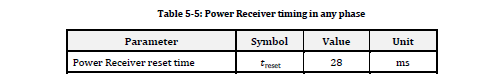 Table 5-5: Power Receiver timing in any phase
Parameter Symbol Value Unit
Power Receiver reset time treset 28 ms